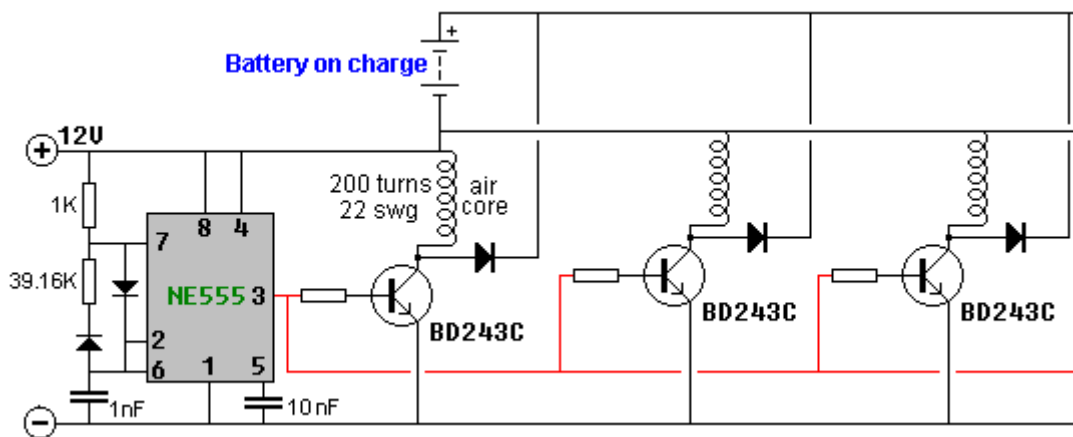 +
Battery on charge
12V
+
1K
39.16K
8 4
7
NE555 3
2
6
1 5
1nF
10nF
200 turns
22 swg
air
core
BD243C
BD243C
BD243C